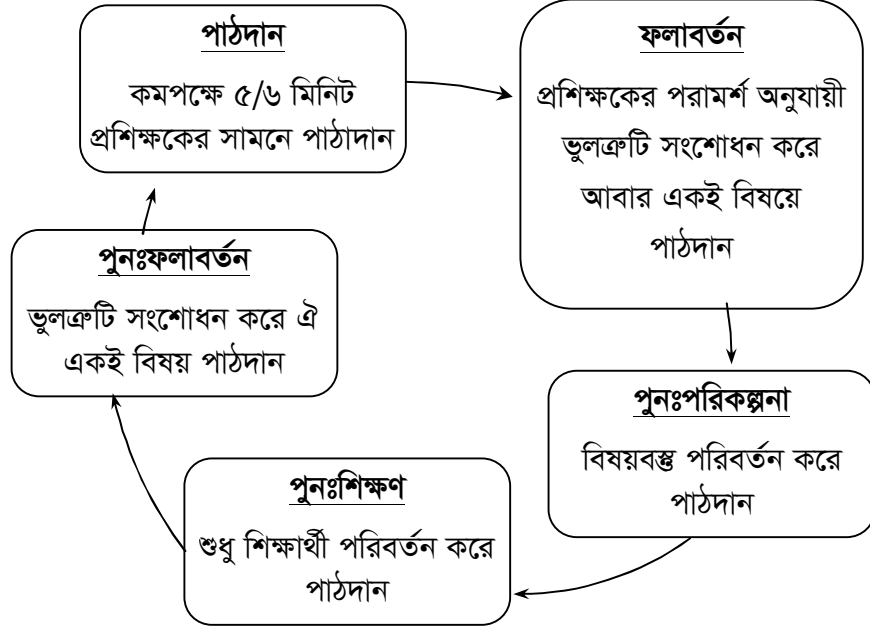 পাঠদান
কমপক্ষে ৫/৬ মিনিট
প্রশিক্ষকের সামনে পাঠাদান
ফলাবর্তন
প্রশিক্ষকের পরামর্শ অনুযায়ী
ভুলত্রুটি সংশোধন করে
আবার একই বিষয়ে
পাঠদান
পুনঃপরিকল্পনা
বিষয়বস্তু পরিবর্তন করে
পাঠদান
পুনঃশিক্ষণ
শুধু শিক্ষার্থী পরিবর্তন করে
পাঠদান
পুনঃফলাবর্তন
ভুলত্রুটি সংশোধন করে ঐ
একই বিষয় পাঠদান